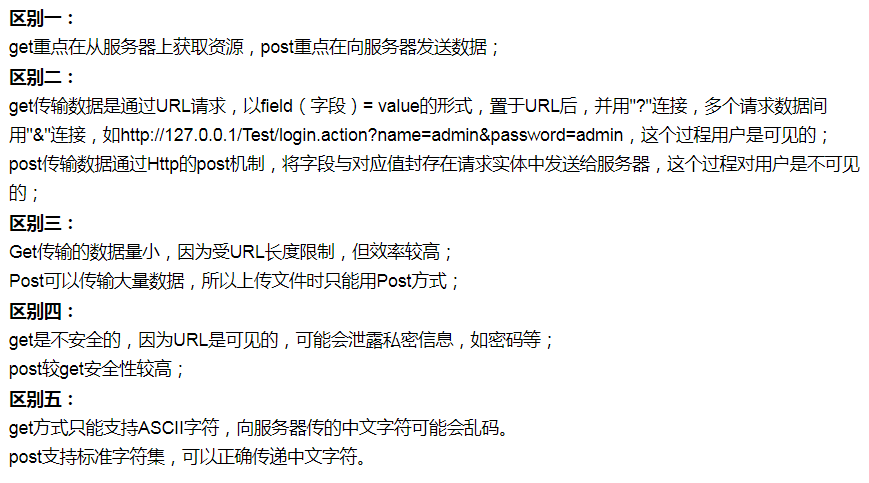 区别一：
get重点在从服务器上获取资源，post重点在向服务器发送数据；
区别二：
get传输数据是通过URL请求，以field（字段）= value的形式，置于URL后，并用"?"连接，多个请求数据间
用"&"连接，如http://127.0.0.1/Test/login.action?name=admin&password=admin，这个过程用户是可见的；
post传输数据通过Http的post机制，将字段与对应值封存在请求实体中发送给服务器，这个过程对用户是不可见
的；
区别三：
Get传输的数据量小，因为受URL长度限制，但效率较高；
Post可以传输大量数据，所以上传文件时只能用Post方式；
区别四：
get是不安全的，因为URL是可见的，可能会泄露私密信息，如密码等；
post较get安全性较高；
区别五：
get方式只能支持ASCII字符，向服务器传的中文字符可能会乱码。
post支持标准字符集，可以正确传递中文字符。